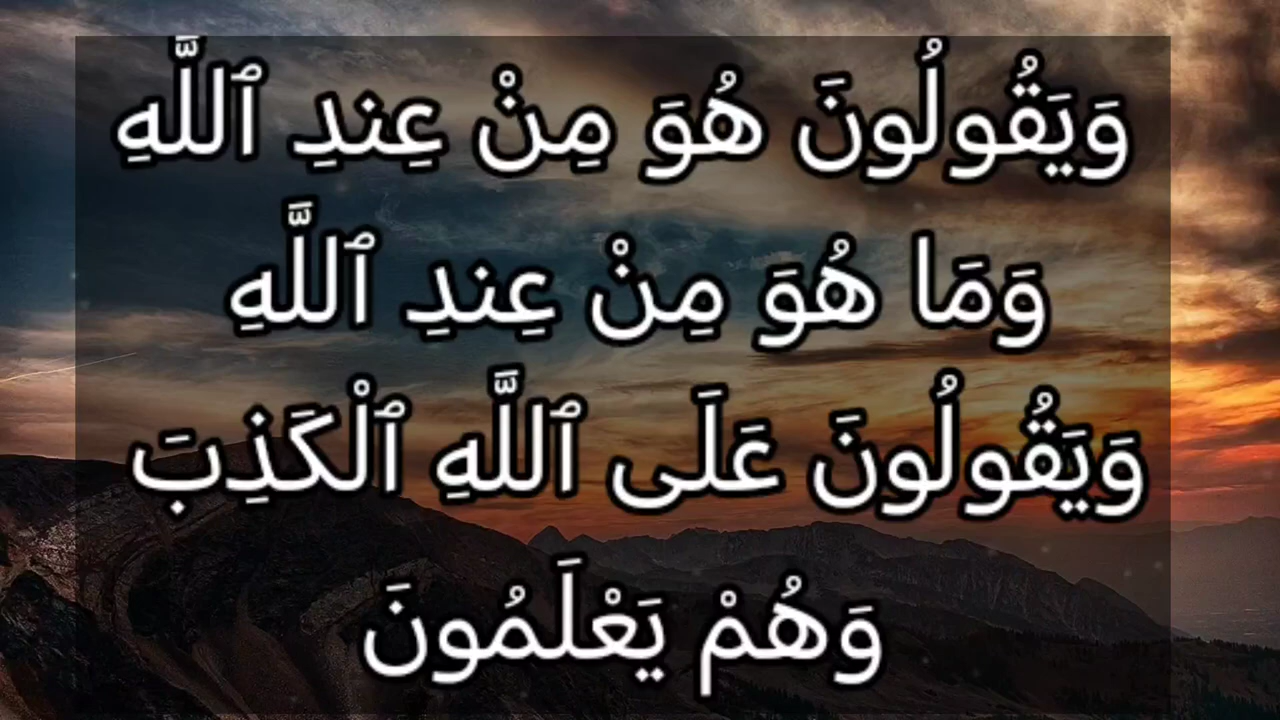 وَيَقُولُونَ هُوَ مِنْ عِندِ ٱللَّهِ
وَمَا هُوَ مِنْ عِندِ ٱللَّهِ
وَيَقُولُونَ عَلَى ٱللَّهِ ٱلْكَذِبَ
وَهُمْ يَعْلَمُونَ